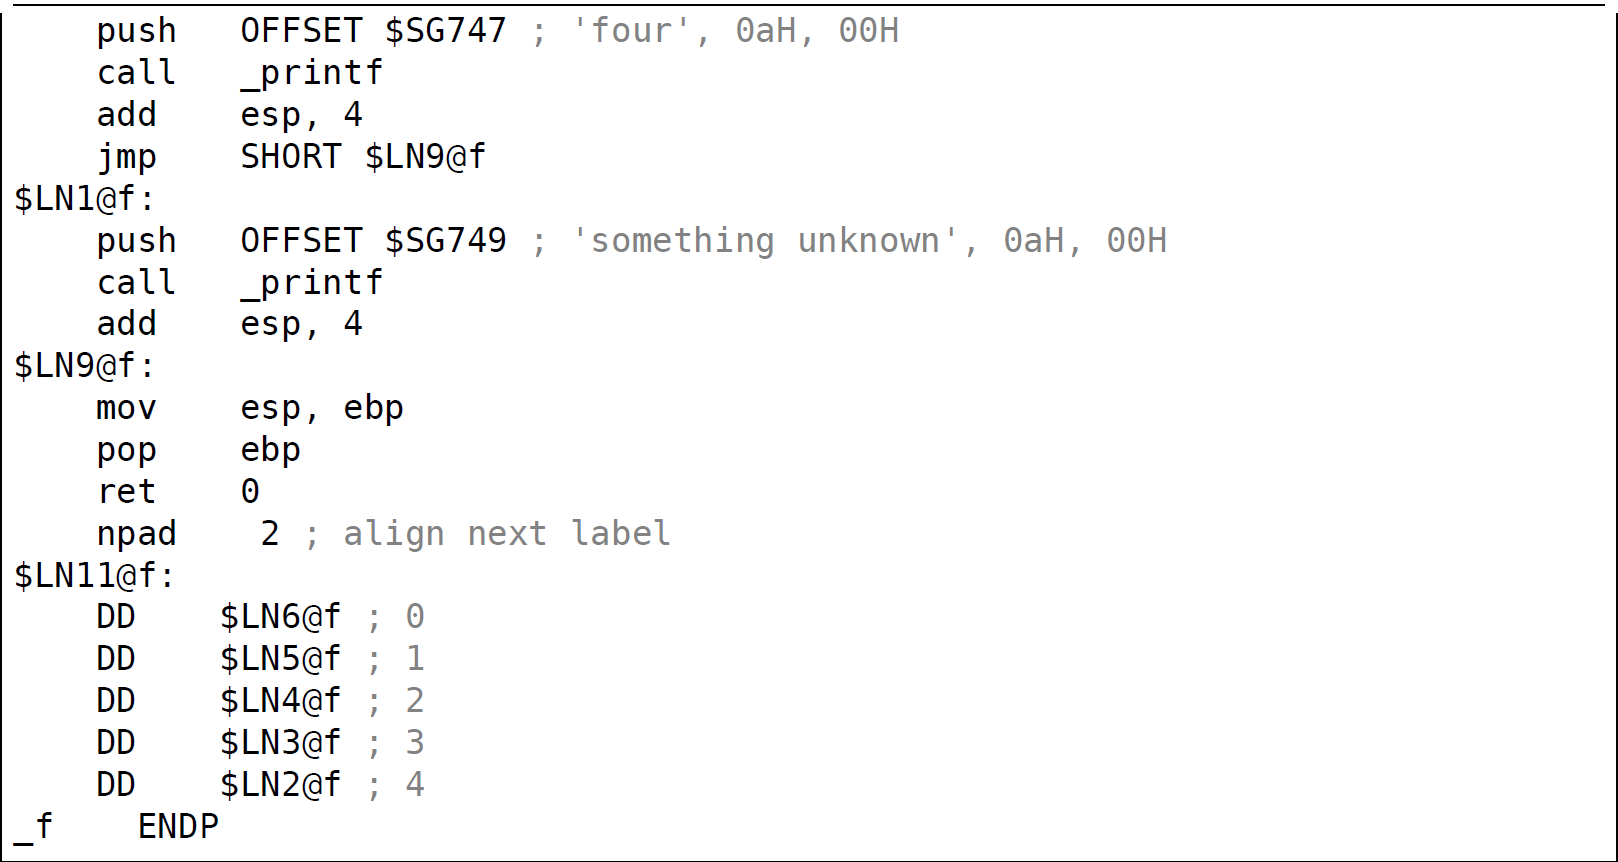 push   OFFSET $SG747 ; 'four', 0aH, 00H
    call   _printf
    add    esp, 4
    jmp    SHORT $LN9@f
$LN1@f:
    push   OFFSET $SG749 ; 'something unknown', 0aH, 00H
    call   _printf
    add    esp, 4
$LN9@f:
    mov    esp, ebp
    pop    ebp
    ret    0
    npad    2 ; align next label
$LN11@f:
    DD    $LN6@f ; 0
    DD    $LN5@f ; 1
    DD    $LN4@f ; 2
    DD    $LN3@f ; 3
    DD    $LN2@f ; 4
_f    ENDP